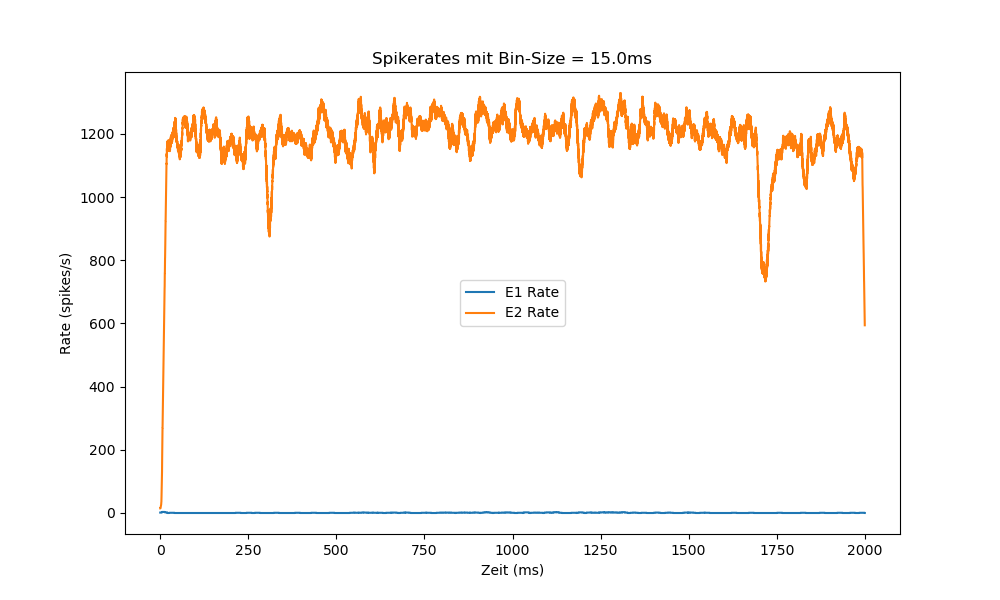 Spikerates mit Bin-Size = 15.0ms
Rate (spikes/s)
1200
1000
800
600
400
200
0
E1 Rate
E2 Rate
0 250 500 750 1000 1250 1500 1750 2000
Zeit (ms)